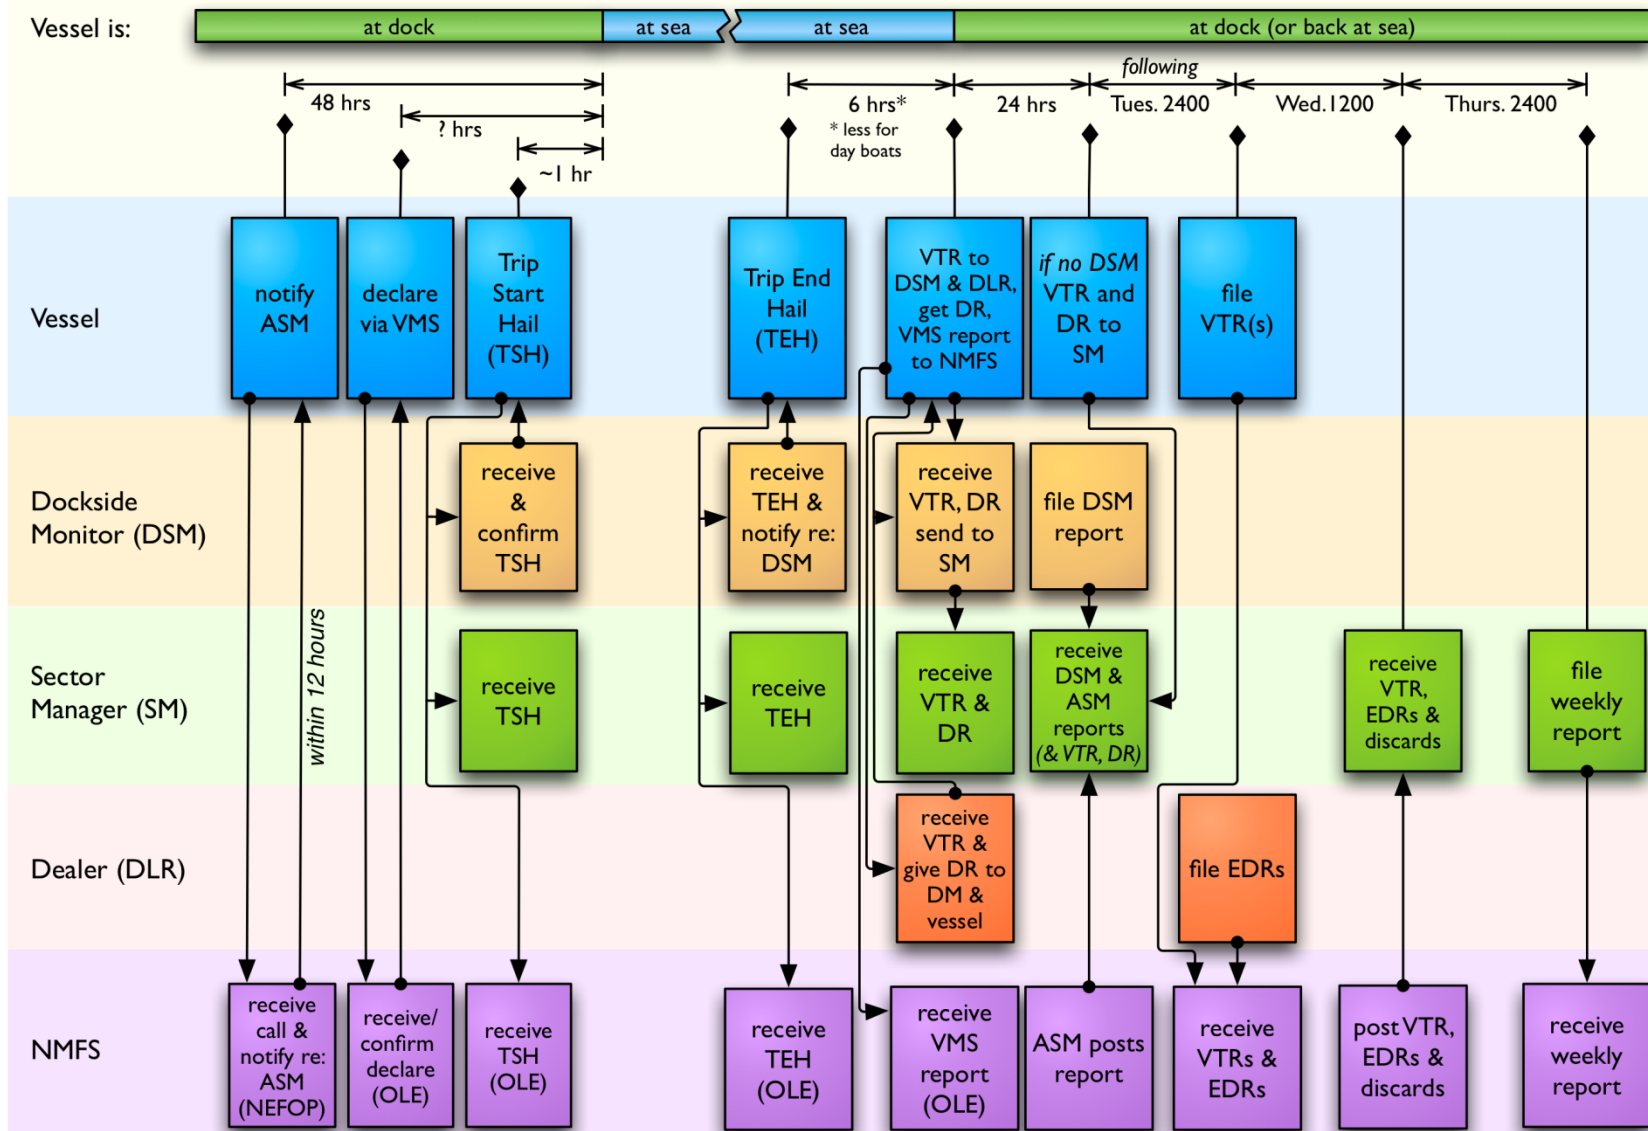 Vessel is:
at dock
at sea
at sea
at dock (or back at sea)
48 hrs
? hrs
~1 hr
6 hrs*
* less for
day boats
24 hrs
following
Tues. 2400
Wed.1200
Thurs. 2400
Vessel
notify
ASM
declare
via VMS
Trip
Start
Hail
(TSH)
Trip End
Hail
(TEH)
VTR to
DSM & DLR,
get DR,
VMS report
to NMFS
if no DSM
VTR and
DR to
SM
file
VTR(s)
Dockside
Monitor (DSM)
receive
&
confirm
TSH
receive
TEH &
notify re:
DSM
receive
VTR, DR
send to
SM
file DSM
report
Sector
Manager (SM)
within 12 hours
receive
TSH
receive
TEH
receive
VTR &
DR
receive
DSM &
ASM
reports
(& VTR, DR)
receive
VTR,
EDRs &
discards
file
weekly
report
Dealer (DLR)
receive
VTR &
give DR to
DM &
vessel
file EDRs
NMFS
receive
call &
notify re:
ASM
(NEFOP)
receive/
confirm
declare
(OLE)
receive
TSH
(OLE)
receive
TEH
(OLE)
receive
VMS
report
(OLE)
ASM posts
report
receive
VTRs &
EDRs
post VTR,
EDRs &
discards
receive
weekly
report